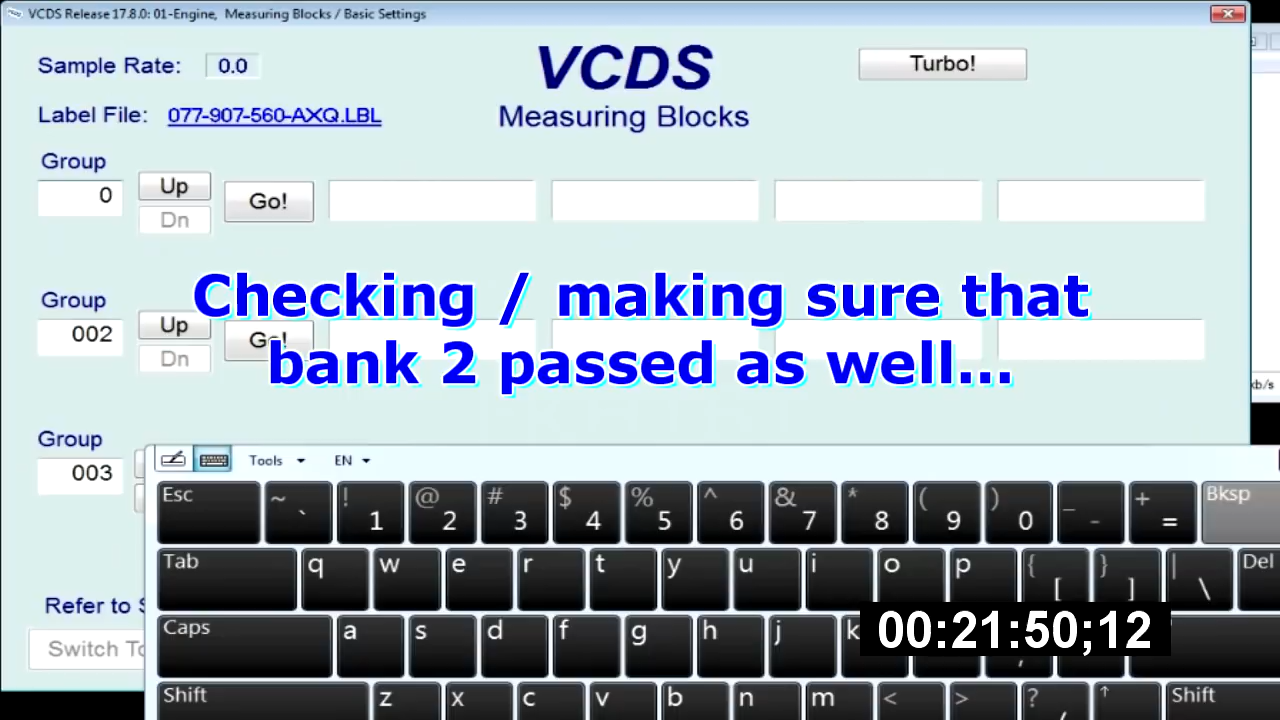 VCDS Release 17.8.0: 01-Engine, Measuring Blocks / Basic Settings
Sample Rate: 0.0
VCDS
Turbo!
Label File: 077-907-560-AXQ.LBL
Measuring Blocks
Group
0
Up
Dn
Go!
Group
002
Up
Dn
Go!
Checking / making sure that
bank 2 passed as well...
xb/s
Group
003
Tools
EN
Esc ~ ` ! 1 @ 2 # 3 $ 4 % 5 ^ 6 & 7 * 8 ( 9 ) 0 _ - + = Bksp
Tab q w e r t y u i o p { [ } ] | \ Del
Refer to S
Switch To
Caps a s d f g h j k
00:21:50;12
Shift z x c v b n m < > ? / ↑ Shift